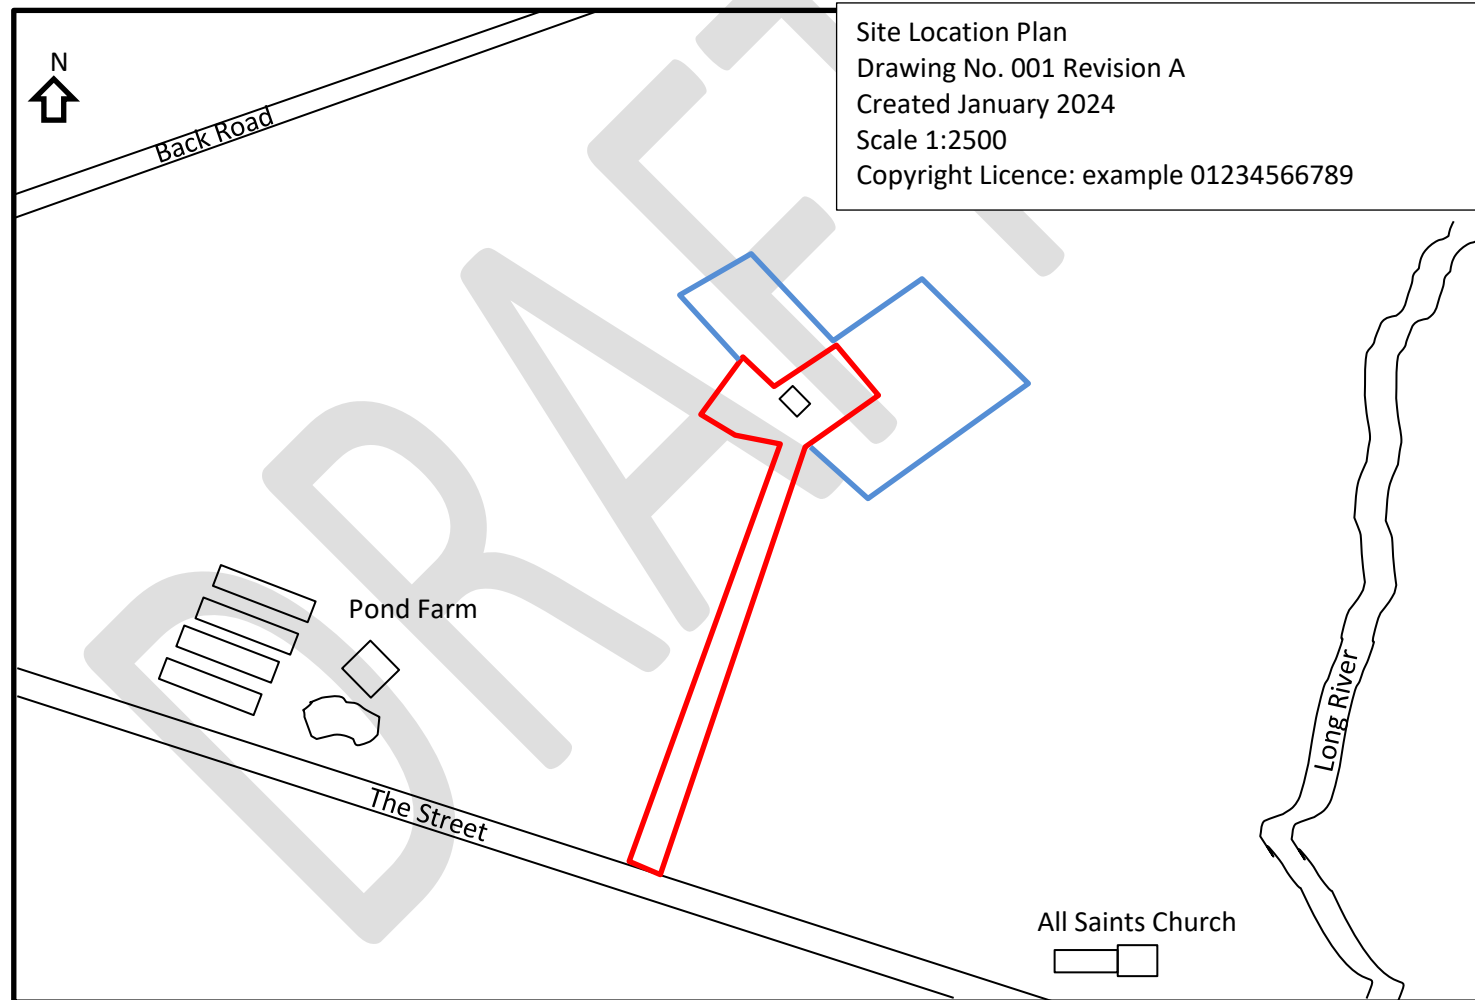 Site Location Plan
Drawing No. 001 Revision A
Created January 2024
Scale 1:2500
Copyright Licence: example 01234566789
N
Back Road
DRAFT
Pond Farm
The Street
Long River
All Saints Church